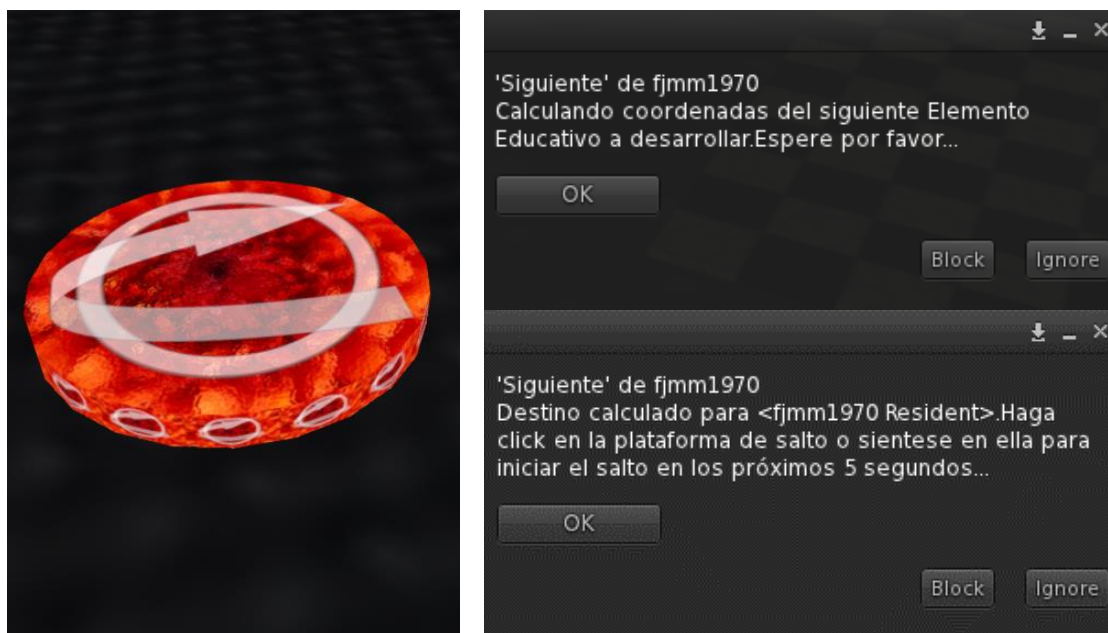 'Siguiente' de fjmm1970
Calculando coordenadas del siguiente Elemento
Educativo a desarrollar.Espere por favor...
OK
Block Ignore
'Siguiente' de fjmm1970
Destino calculado para <fjmm1970 Resident>.Haga
click en la plataforma de salto o sientese en ella para
iniciar el salto en los próximos 5 segundos...
OK
Block Ignore